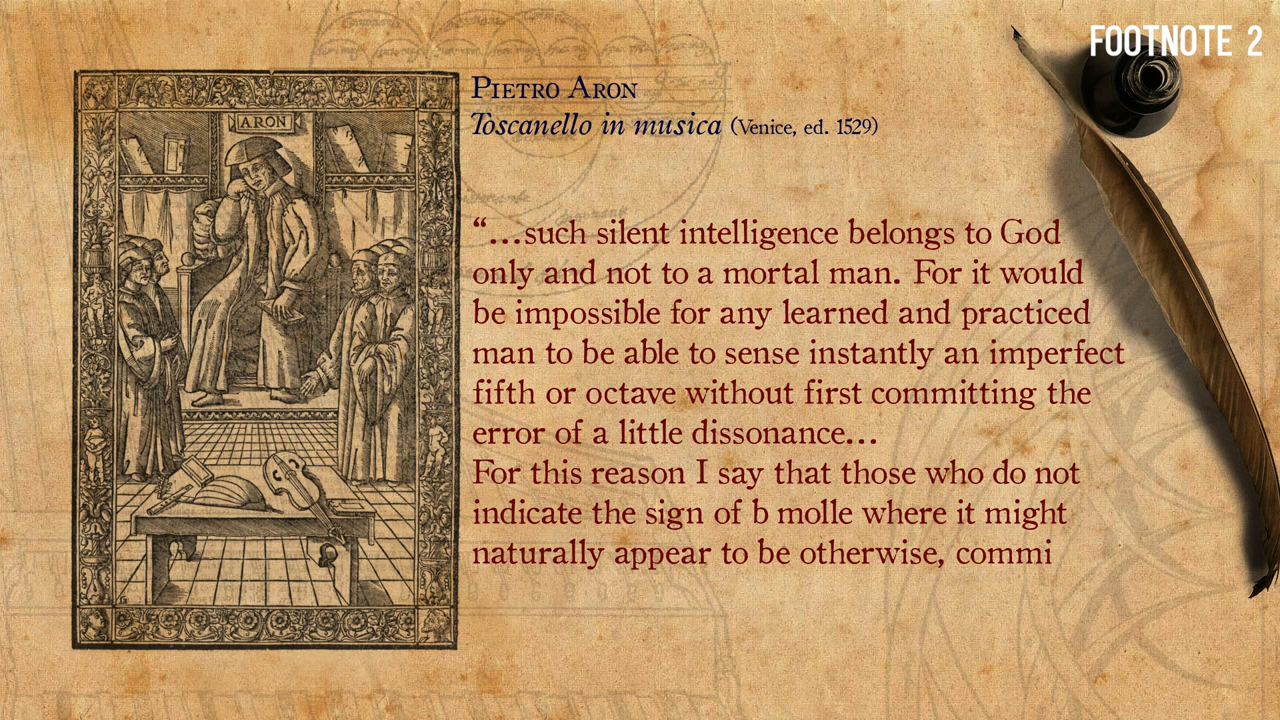 FOOTNOTE 2
ARON
Pietro Aron
Toscanello in musica (Venice, ed. 1529)
“…such silent intelligence belongs to God
only and not to a mortal man. For it would
be impossible for any learned and practiced
man to be able to sense instantly an imperfect
fifth or octave without first committing the
error of a little dissonance…
For this reason I say that those who do not
indicate the sign of b molle where it might
naturally appear to be otherwise, commi